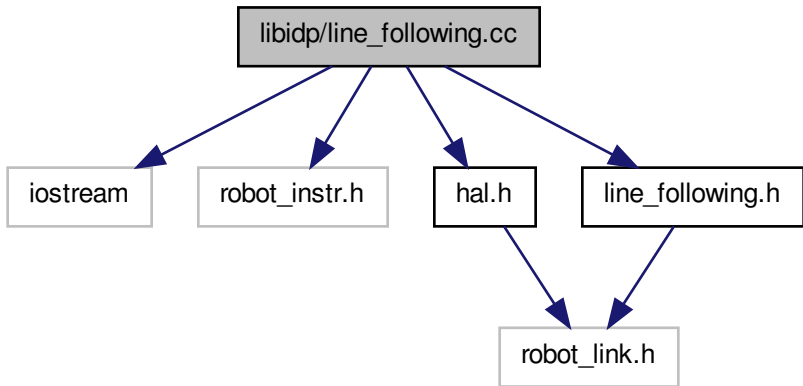 libidp/line_following.cc
iostream
robot_instr.h
hal.h
line_following.h
robot_link.h